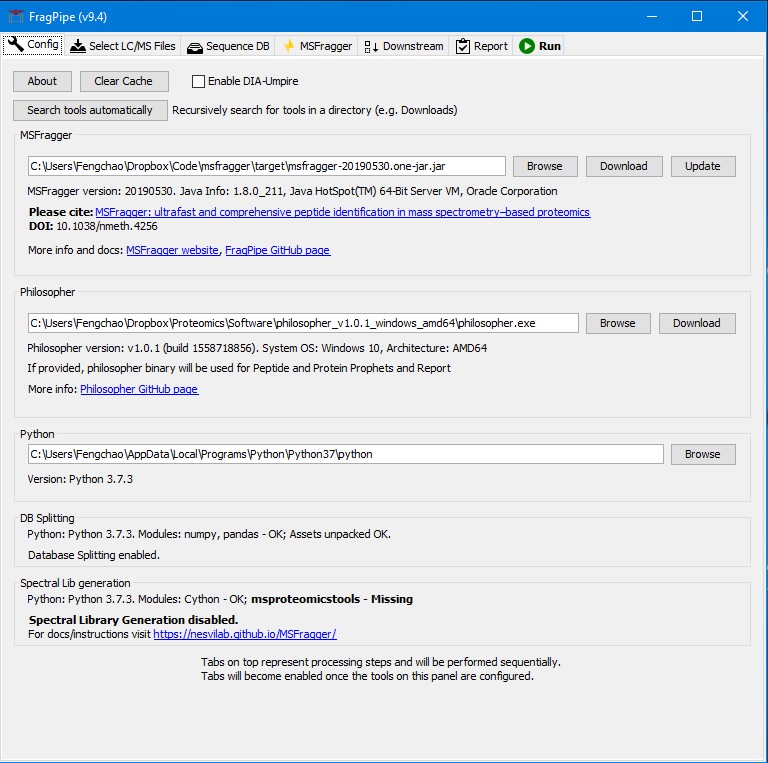 FragPipe (v9.4)
Config Select LC/MS Files Sequence DB MSFragger Downstream Report Run
About Clear Cache Enable DIA-Umpire
Search tools automatically Recursively search for tools in a directory (e.g. Downloads)
MSFragger
C:\Users\Fengchao\Dropbox\Code\msfragger\target\msfragger-20190530.one-jar.jar Browse Download Update
MSFragger version: 20190530. Java Info: 1.8.0_211, Java HotSpot(TM) 64-Bit Server VM, Oracle Corporation
Please cite: MSFragger: ultrafast and comprehensive peptide identification in mass spectrometry–based proteomics
DOI: 10.1038/nmeth.4256
More info and docs: MSFragger website, FragPipe GitHub page
Philosopher
C:\Users\Fengchao\Dropbox\Proteomics\Software\philosopher_v1.0.1_windows_amd64\philosopher.exe Browse Download
Philosopher version: v1.0.1 (build 1558718856). System OS: Windows 10, Architecture: AMD64
If provided, philosopher binary will be used for Peptide and Protein Prophets and Report
More info: Philosopher GitHub page
Python
C:\Users\Fengchao\AppData\Local\Programs\Python\Python37\python Browse
Version: Python 3.7.3
DB Splitting
Python: Python 3.7.3. Modules: numpy, pandas - OK; Assets unpacked OK.
Database Splitting enabled.
Spectral Lib generation
Python: Python 3.7.3. Modules: Cython - OK; msproteomicstools - Missing
Spectral Library Generation disabled.
For docs/instructions visit https://nesvilab.github.io/MSFragger/
Tabs on top represent processing steps and will be performed sequentially.
Tabs will become enabled once the tools on this panel are configured.